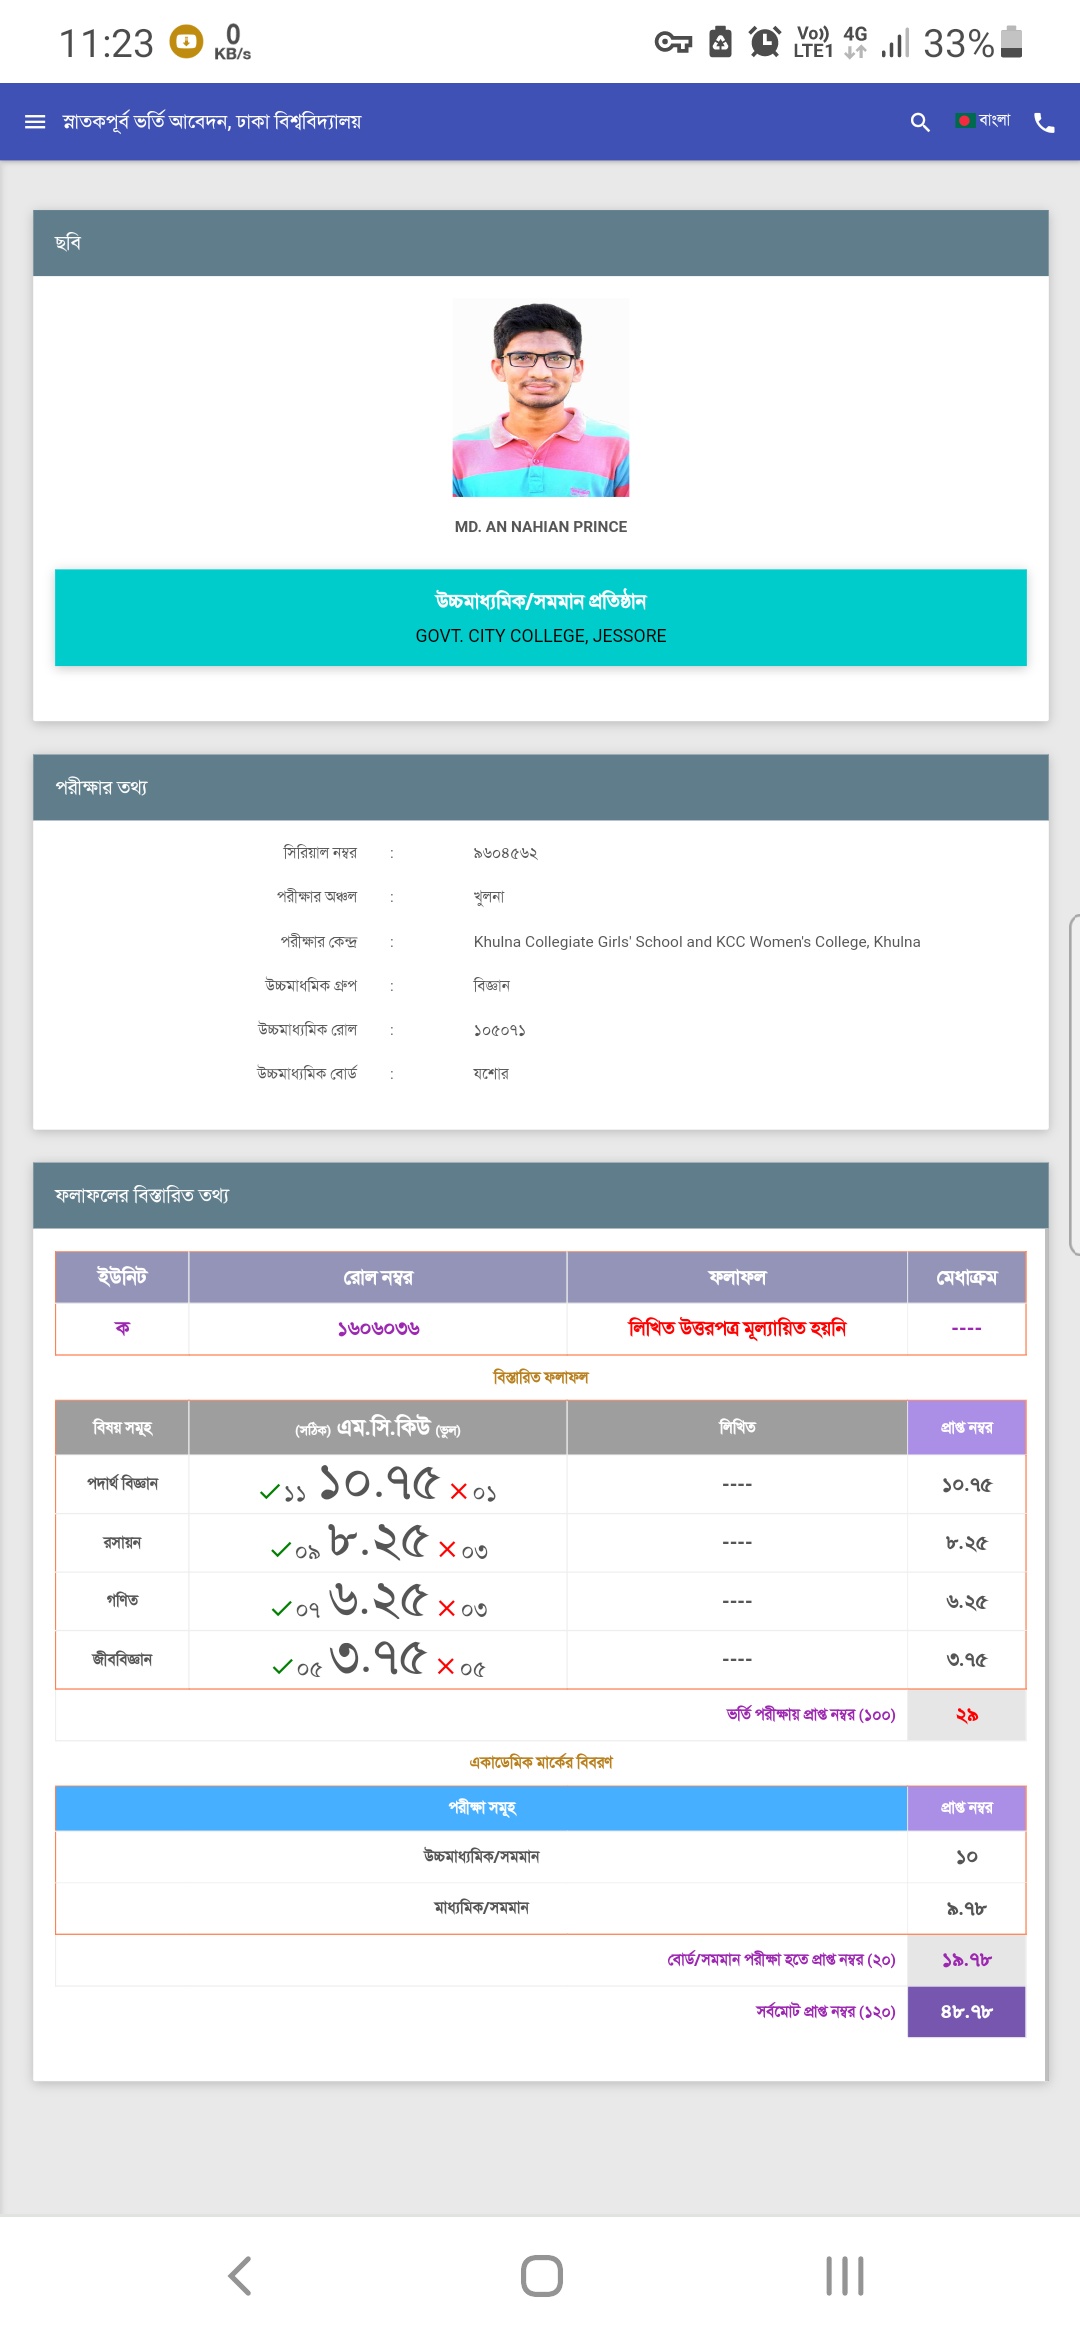 11:23 0 KB/s Vo)) LTE1 4G 33%
স্নাতকপূর্ব ভর্তি আবেদন, ঢাকা বিশ্ববিদ্যালয় বাংলা
ছবি
MD. AN NAHIAN PRINCE
উচ্চমাধ্যমিক/সমমান প্রতিষ্ঠান
GOVT. CITY COLLEGE, JESSORE
পরীক্ষার তথ্য
সিরিয়াল নম্বর : ৯৬০৪৫৬২
পরীক্ষার অঞ্চল : খুলনা
পরীক্ষার কেন্দ্র : Khulna Collegiate Girls' School and KCC Women's College, Khulna
উচ্চমাধমিক গ্রুপ : বিজ্ঞান
উচ্চমাধ্যমিক রোল : ১০৫০৭১
উচ্চমাধ্যমিক বোর্ড : যশোর
ফলাফলের বিস্তারিত তথ্য
ইউনিট রোল নম্বর ফলাফল মেধাক্রম
ক ১৬০৬০৩৬ লিখিত উত্তরপত্র মূল্যায়িত হয়নি ----
বিস্তারিত ফলাফল
বিষয় সমূহ (সঠিক) এম.সি.কিউ (ভুল) লিখিত প্রাপ্ত নম্বর
পদার্থ বিজ্ঞান ১১ ১০.৭৫ ০১ ---- ১০.৭৫
রসায়ন ০৯ ৮.২৫ ০৩ ---- ৮.২৫
গণিত ০৭ ৬.২৫ ০৩ ---- ৬.২৫
জীববিজ্ঞান ০৫ ৩.৭৫ ০৫ ---- ৩.৭৫
ভর্তি পরীক্ষায় প্রাপ্ত নম্বর (১০০) ২৯
একাডেমিক মার্কের বিবরণ
পরীক্ষা সমূহ প্রাপ্ত নম্বর
উচ্চমাধ্যমিক/সমমান ১০
মাধ্যমিক/সমমান ৯.৭৮
বোর্ড/সমমান পরীক্ষা হতে প্রাপ্ত নম্বর (২০) ১৯.৭৮
সর্বমোট প্রাপ্ত নম্বর (১২০) ৪৮.৭৮